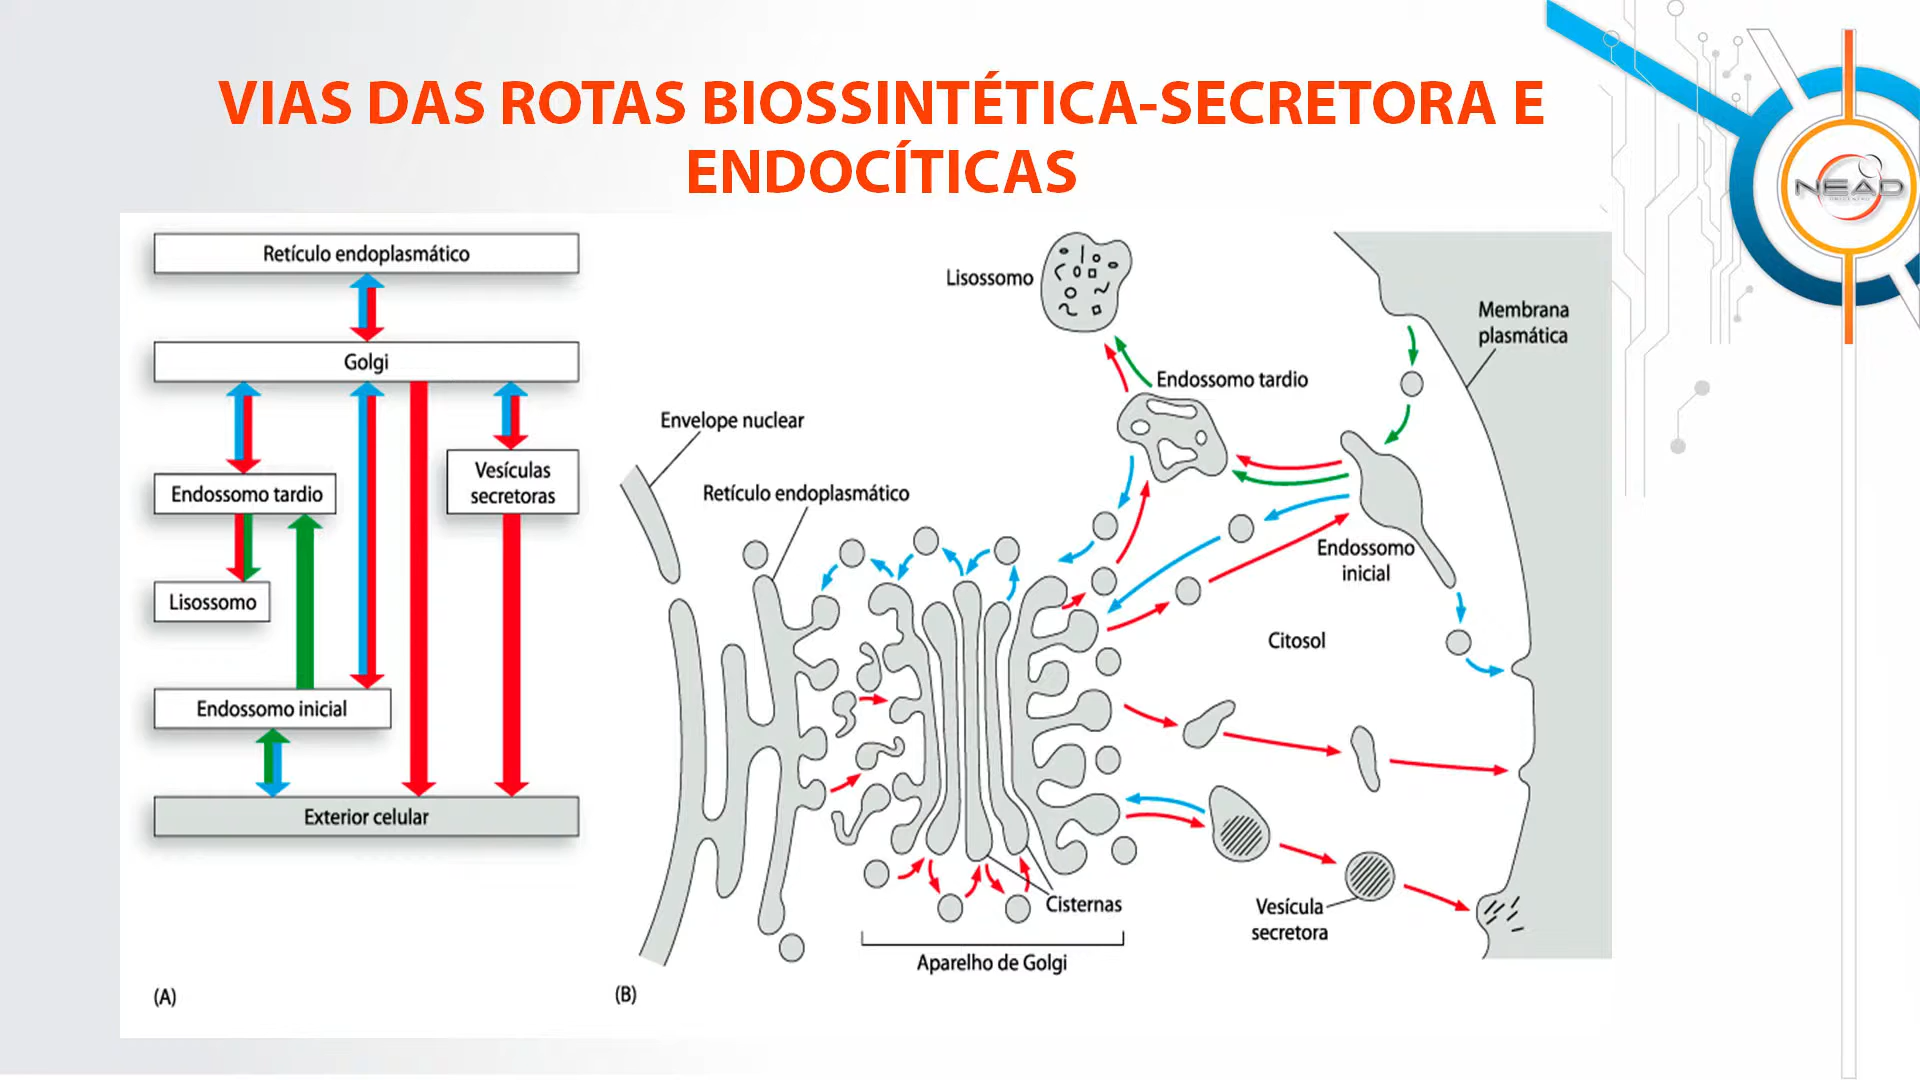 VIAS DAS ROTAS BIOSSINTÉTICA-SECRETORA E
ENDOCÍTICAS
NEAD
Retículo endoplasmático
Golgi
Endossomo tardio
Vesículas
secretoras
Lisossomo
Endossomo inicial
Exterior celular
(A)
Lisossomo
Membrana
plasmática
Endossomo tardio
Envelope nuclear
Retículo endoplasmático
Endossomo
inicial
Citosol
Cisternas
Vesícula
secretora
Aparelho de Golgi
(B)